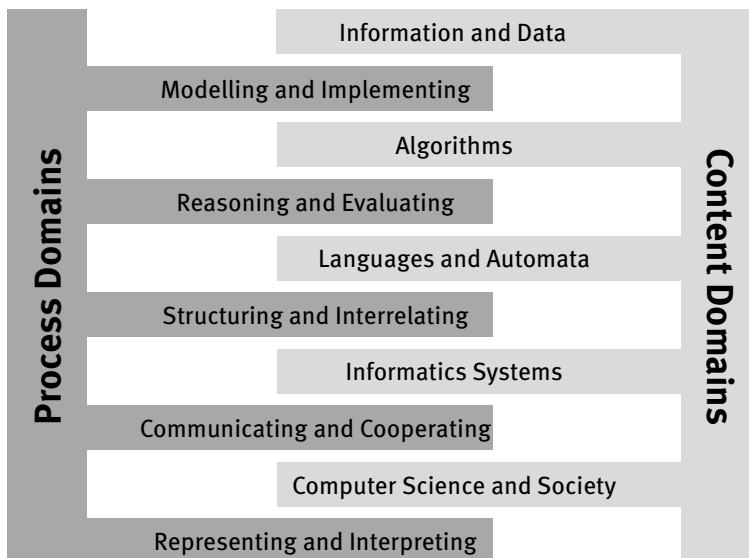 Process Domains
Information and Data
Modelling and Implementing
Algorithms
Reasoning and Evaluating
Languages and Automata
Structuring and Interrelating
Informatics Systems
Communicating and Cooperating
Computer Science and Society
Representing and Interpreting
Content Domains